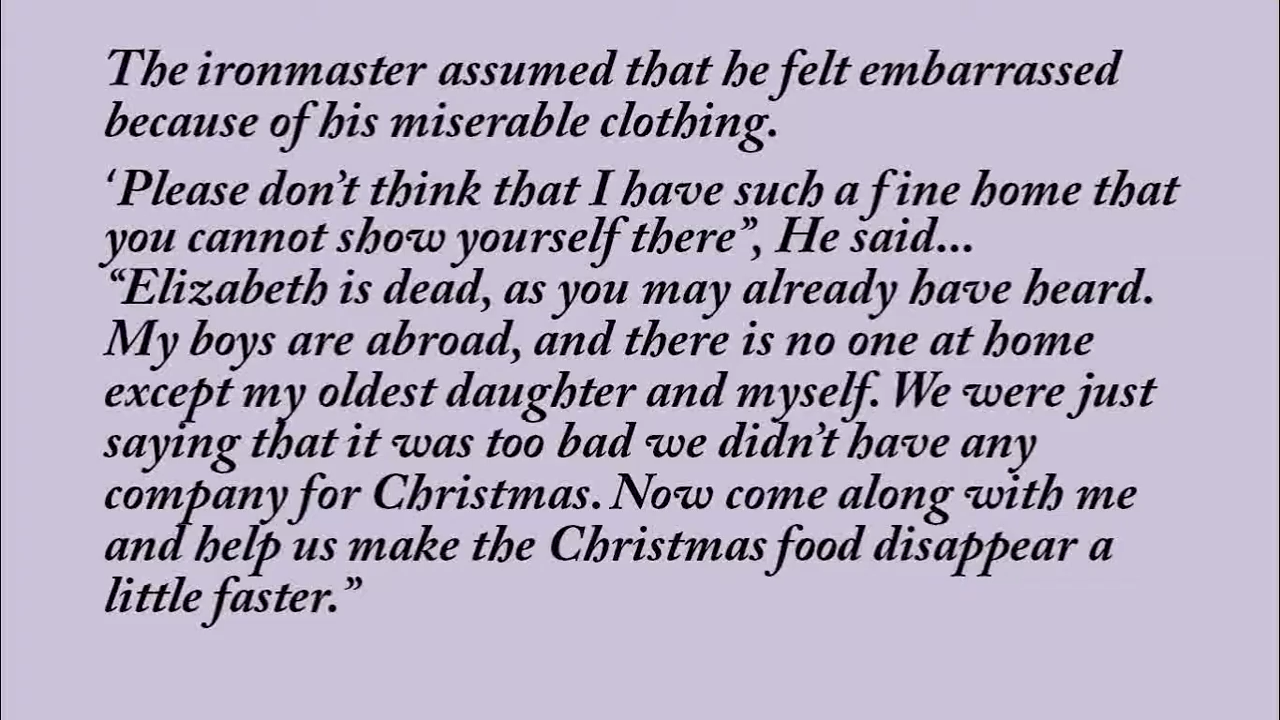 The ironmaster assumed that he felt embarrassed
because of his miserable clothing.
‘Please don’t think that I have such a fine home that
you cannot show yourself there”, He said...
“Elizabeth is dead, as you may already have heard.
My boys are abroad, and there is no one at home
except my oldest daughter and myself. We were just
saying that it was too bad we didn’t have any
company for Christmas. Now come along with me
and help us make the Christmas food disappear a
little faster.”